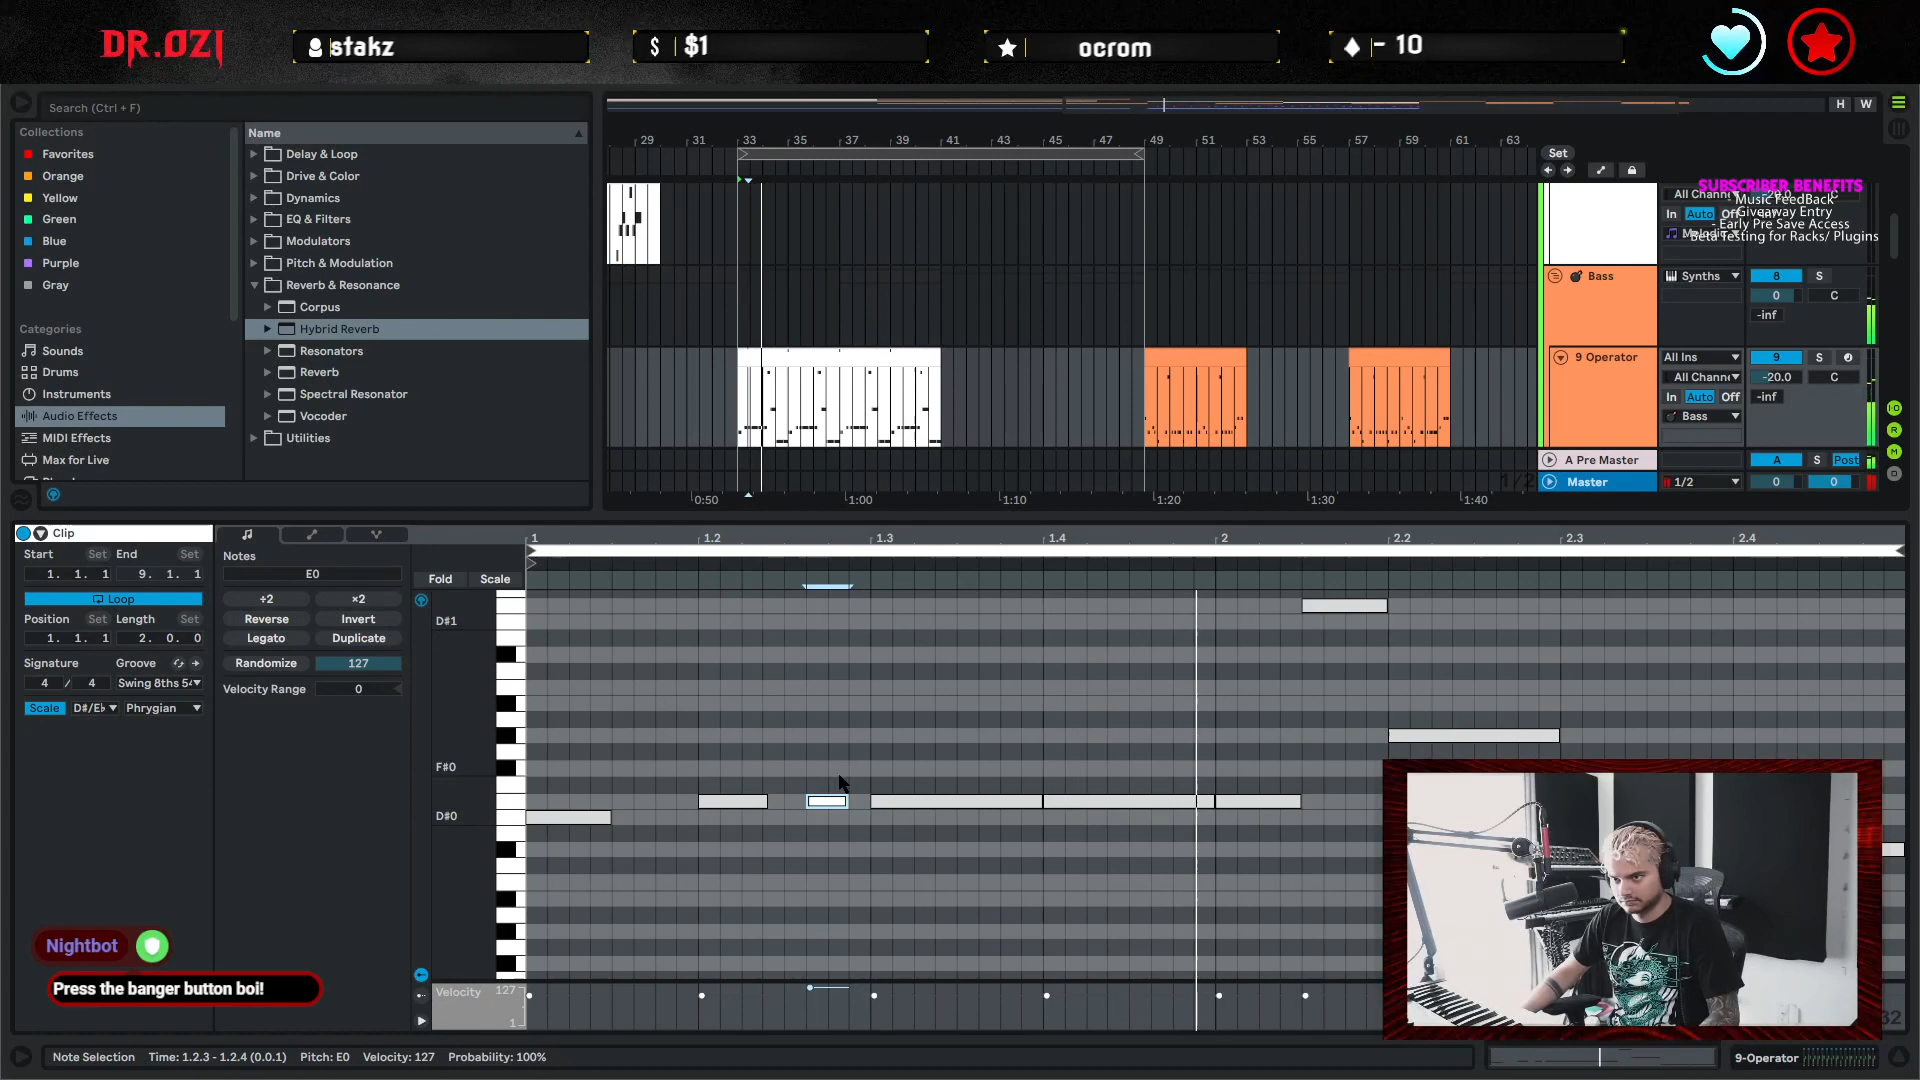 DR.OZI
stakz
$ $1
ocrom
- 10
Search (Ctrl + F)
Collections
Favorites
Orange
Yellow
Green
Blue
Purple
Gray
Categories
Sounds
Drums
Instruments
Audio Effects
MIDI Effects
Max for Live
Name
Delay & Loop
Drive & Color
Dynamics
EQ & Filters
Modulators
Pitch & Modulation
Reverb & Resonance
Corpus
Hybrid Reverb
Resonators
Reverb
Spectral Resonator
Vocoder
Utilities
H W
29 31 33 35 37 39 41 43 45 47 49 51 53 55 57 59 61 63
Set
SUBSCRIBER BENEFITS
- Music FeedBack
- Giveaway Entry
- Early Pre Save Access
- Beta Testing for Racks/ Plugins
All Chann
In Auto Off
Bass
Synths
8 S
0 C
-inf
9 Operator
All Ins
9 S
All Chann
-20.0 C
In Auto Off
-inf
Bass
A Pre Master
A S Post
Master
1/2
0 0
1/2
0:50 1:00 1:10 1:20 1:30 1:40
Clip
Start Set End Set
1. 1. 1 9. 1. 1
Loop
Position Set Length Set
1. 1. 1 2. 0. 0
Signature Groove
4 / 4 Swing 8ths 5
Scale D#/Eb Phrygian
Notes
E0
÷2 ×2
Reverse Invert
Legato Duplicate
Randomize 127
Velocity Range 0
Fold Scale
1 1.2 1.3 1.4 2 2.2 2.3 2.4
D#1
F#0
D#0
Velocity 127
1
Nightbot
Press the banger button boi!
Note Selection Time: 1.2.3 - 1.2.4 (0.0.1) Pitch: E0 Velocity: 127 Probability: 100%
9-Operator